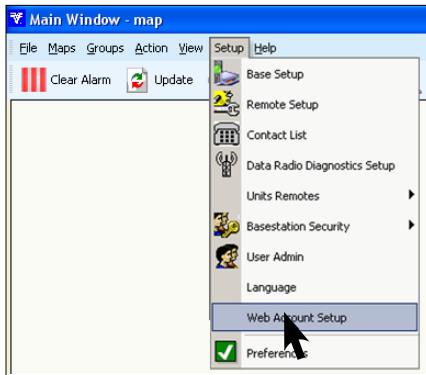 Main Window - map
File Maps Groups Action View Setup Help
Clear Alarm Update
Base Setup
Remote Setup
Contact List
Data Radio Diagnostics Setup
Units Remotes
Basestation Security
User Admin
Language
Web Account Setup
Preferences